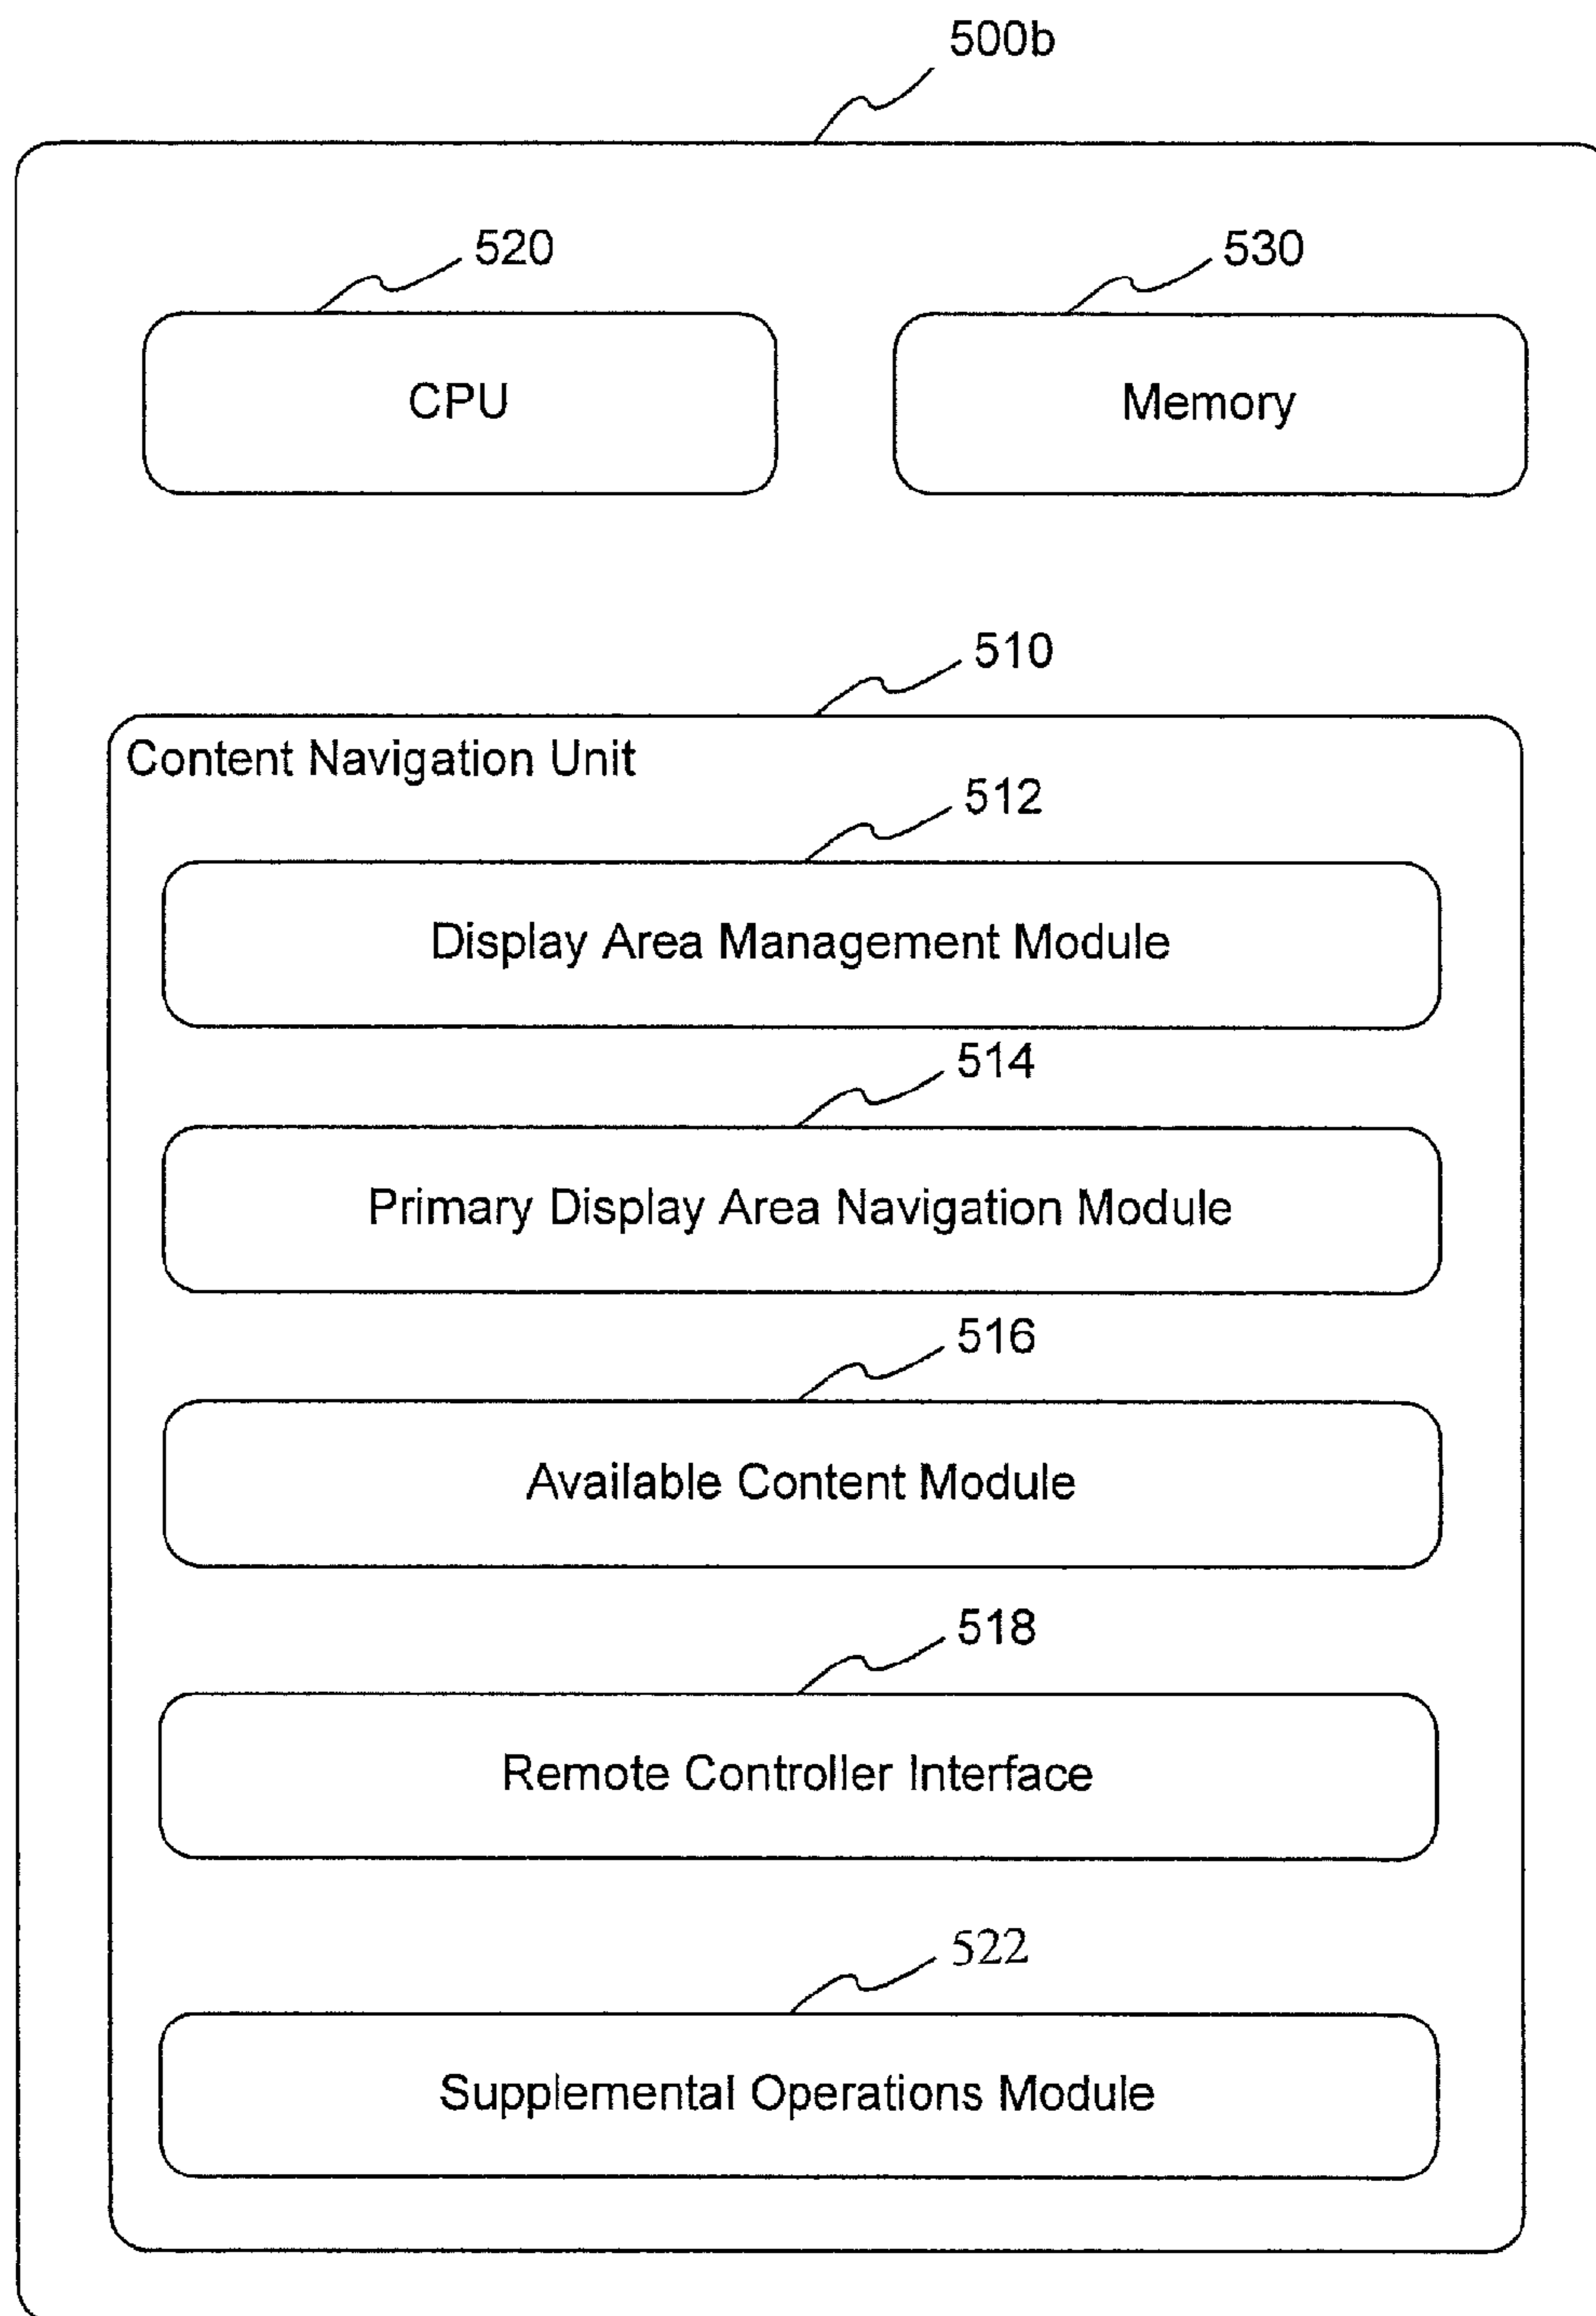 500b
520
530
CPU
Memory
510
Content Navigation Unit
512
Display Area Management Module
514
Primary Display Area Navigation Module
516
Available Content Module
518
Remote Controller Interface
522
Supplemental Operations Module